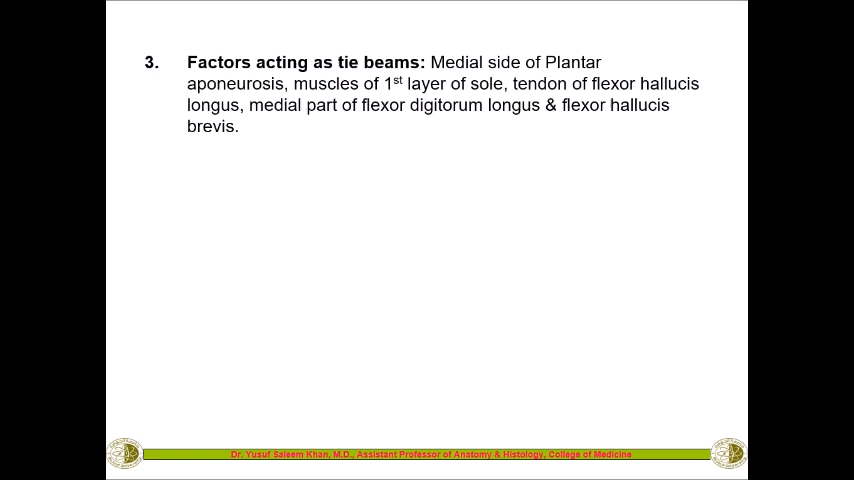 3. Factors acting as tie beams: Medial side of Plantar
aponeurosis, muscles of 1st layer of sole, tendon of flexor hallucis
longus, medial part of flexor digitorum longus & flexor hallucis
brevis.
Dr. Yusuf Saleem Khan, M.D., Assistant Professor of Anatomy & Histology, College of Medicine